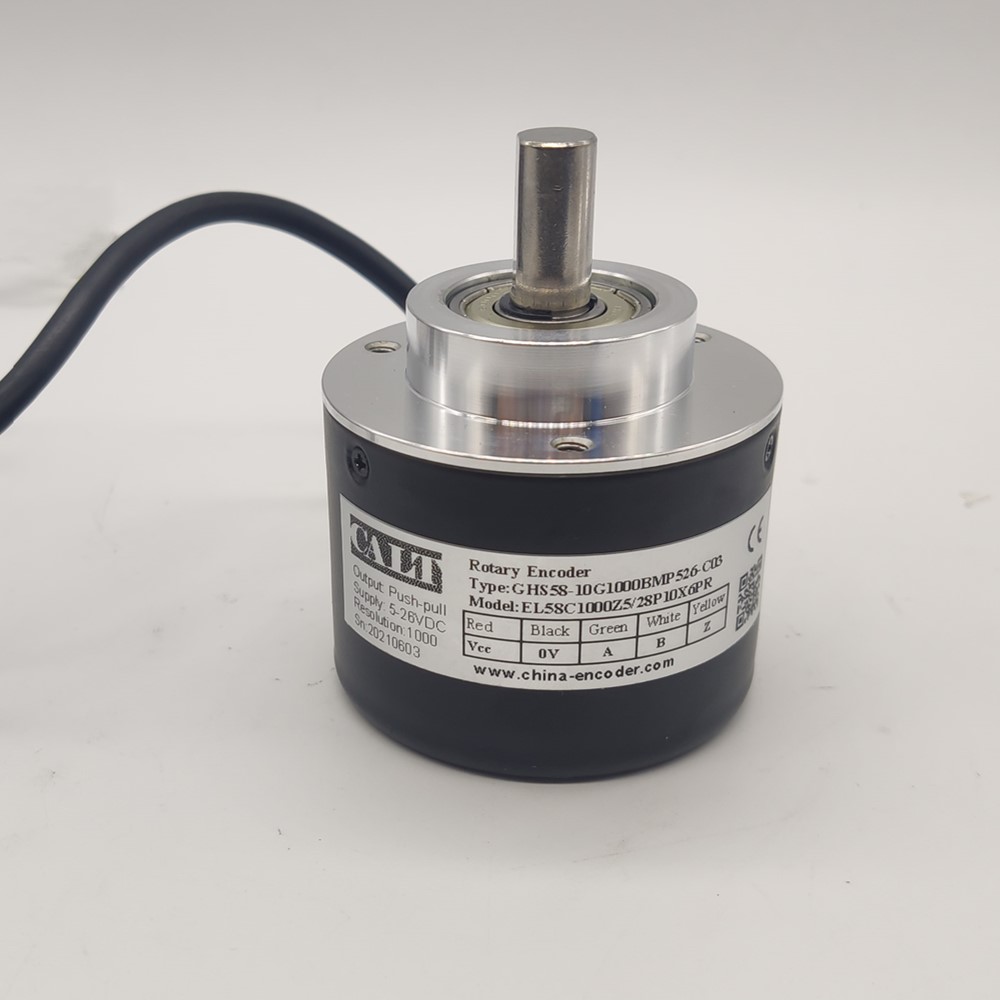 CALT
Output: Push-pull
Supply: 5-26VDC
Resolution:1000
Sn:20210603
Rotary Encoder
Type:GHS58-10G1000BMP526-C03
Model:EL58C1000Z5/28P10X6PR
Red Black Green White Yellow
Vcc 0V A B Z
www.china-encoder.com
CE